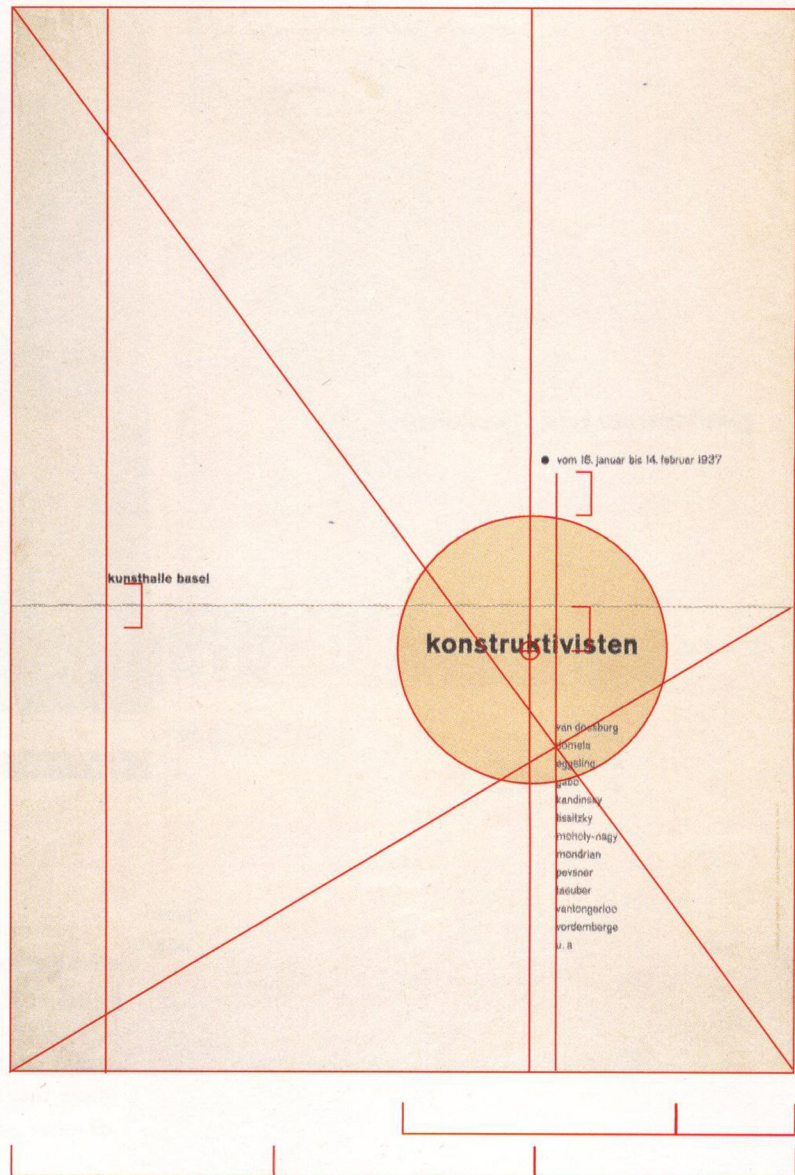 vom 16. januar bis 14. februar 1937
kunsthalle basel
konstruktivisten
van doesburg
domela
eggeling
gabo
kandinsky
lissitzky
moholy-nagy
mondrian
pevsner
taeuber
vantongerloo
vordemberge
u. a